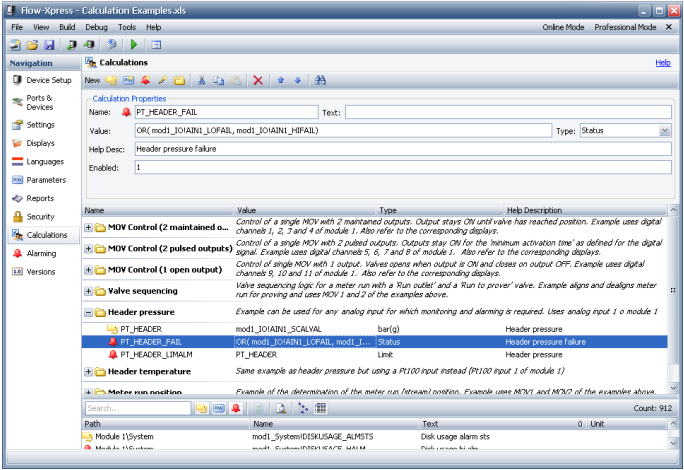 Flow-Xpress - Calculation Examples.xls
File View Build Debug Tools Help Online Mode Professional Mode
Navigation
Device Setup
Ports & Devices
Settings
Displays
Languages
Parameters
Reports
Security
Calculations
Alarming
Versions
Calculations Help
New
Calculation Properties
Name: PT_HEADER_FAIL Text:
Value: OR( mod1_IO!AIN1_LOFAIL, mod1_IO!AIN1_HIFAIL) Type: Status
Help Desc: Header pressure failure
Enabled: 1
Name Value Type Help Description
MOV Control (2 maintained o... Control of a single MOV with 2 maintained outputs. Output stays ON until valve has reached position. Example uses digital
channels 1, 2, 3 and 4 of module 1. Also refer to the corresponding displays.
MOV Control (2 pulsed outputs) Control of a single MOV with 2 pulsed outputs. Outputs stay ON for the 'minimum activation time' as defined for the digital
signal. Example use digital channels 5, 6, 7 and 8 of module 1. Also refer to the corresponding displays.
MOV Control (1 open output) Control of single MOV with 1 output. Valves opens when output is ON and closes on output OFF. Example uses digital
channels 9, 10 and 11 of module 1. Also refer to the corresponding displays.
Valve sequencing Valve sequency logic for a meter run with a 'Run outlet' and a 'Run to prover' valve. Example aligns and dealigns meter
run for proving and uses MOV 1 and 2 of the examples above.
Header pressure Example can be used for any analog input for which monitoring and alarming is required. Uses analog input 1 o module 1
PT_HEADER mod1_IO!AIN1_SCALVAL bar(g) Header pressure
PT_HEADER_FAIL OR( mod1_IO!AIN1_LOFAIL, mod1_I... Status Header pressure failure
PT_HEADER_LIMALM PT_HEADER Limit Header pressure
Header temperature Same example as header pressure but using a Pt100 input instead (Pt100 input 1 of module 1)
Meter run position Example of the determination of the meter run (stream) position. Example uses MOV1 and MOV2 of the examples above.
Search... Count: 912
Path Name Text 0 Unit
Module 1\System mod1_System!DISKUSAGE_ALMSTS Disk usage alarm sts
Module 1\System mod1_System!DISKUSAGE_HALM Disk usage hi alm